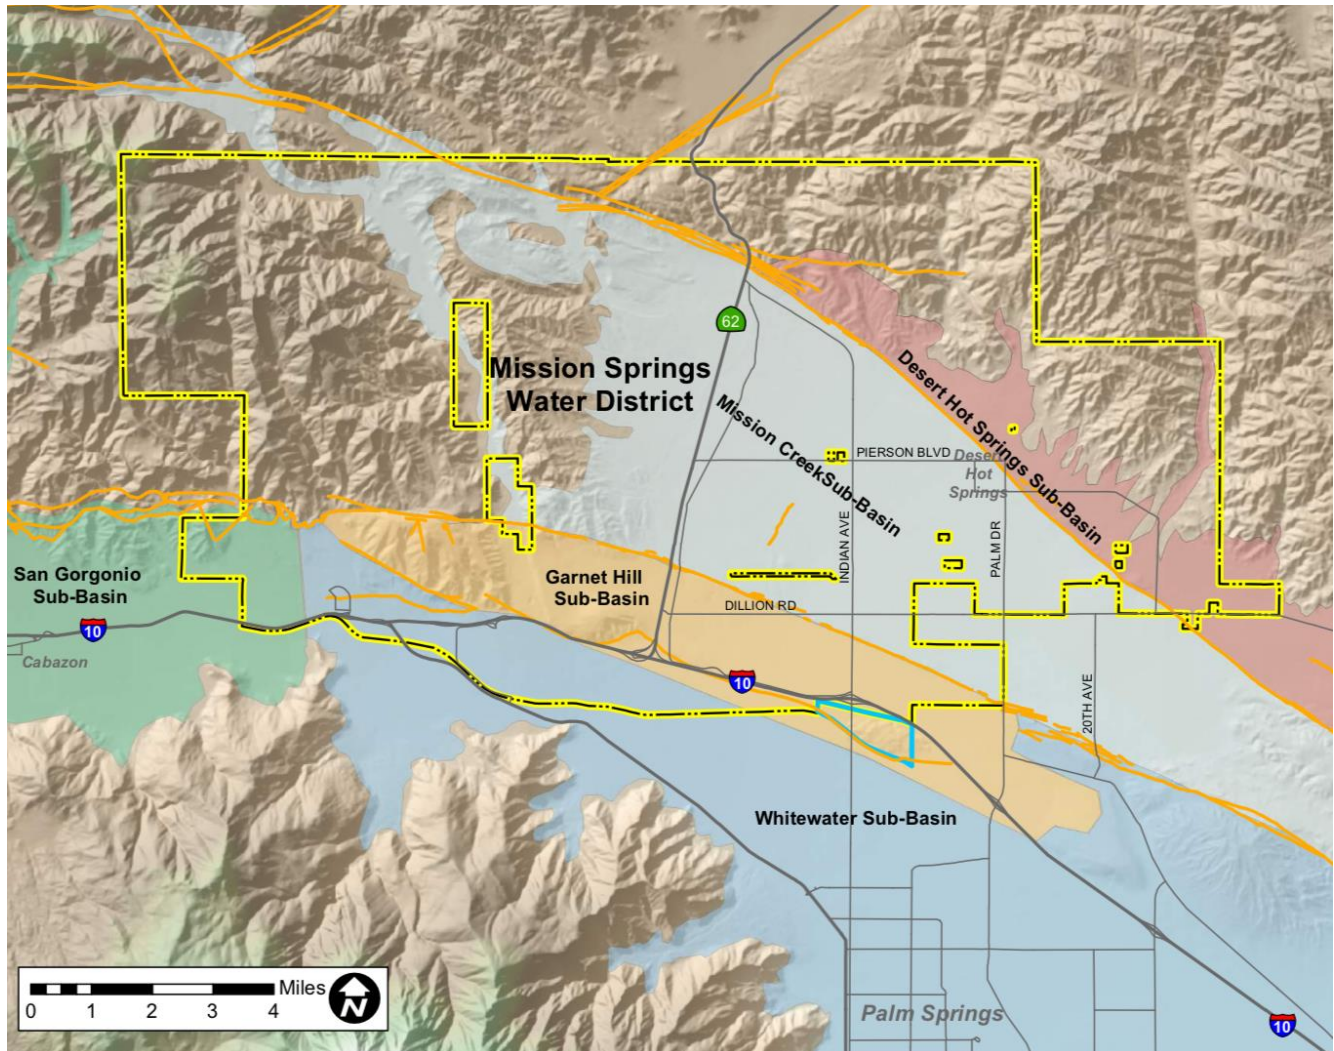 62
Mission Springs
Water District
Desert Hot Springs Sub-Basin
Mission CreekSub-Basin
PIERSON BLVD
Desert
Hot
Springs
INDIAN AVE
PALM DR
San Gorgonio
Sub-Basin
Garnet Hill
Sub-Basin
DILLION RD
10
Cabazon
10
20TH AVE
Whitewater Sub-Basin
Palm Springs
10
Miles
0 1 2 3 4
N